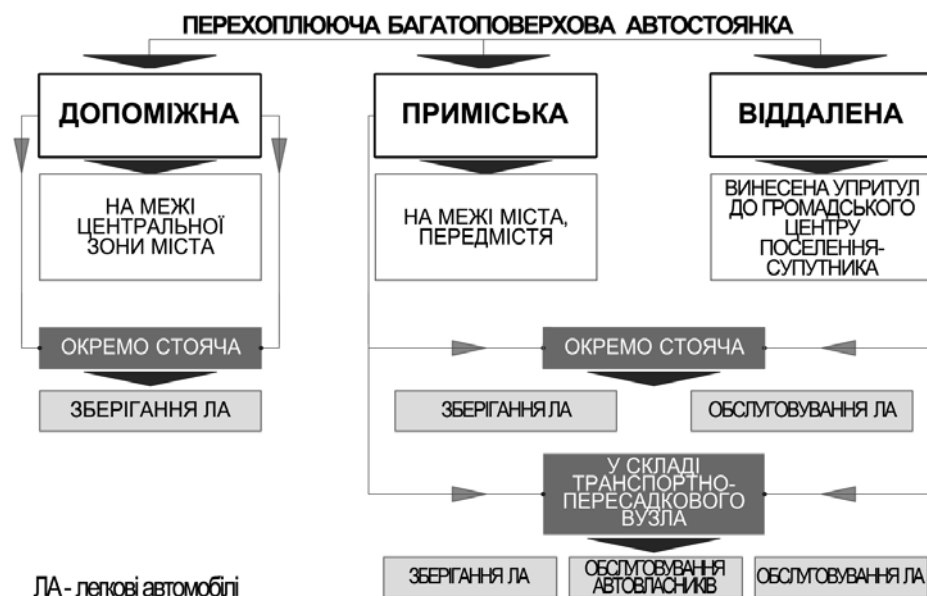 ПЕРЕХОПЛЮЮЧА БАГАТОПОВЕРХОВА АВТОСТОЯНКА
ДОПОМІЖНА
ПРИМІСЬКА
ВІДДАЛЕНА
НА МЕЖІ
ЦЕНТРАЛЬНОЇ
ЗОНИ МІСТА
НА МЕЖІ МІСТА,
ПЕРЕДМІСТЯ
ВИНЕСЕНА УПРИТУЛ
ДО ГРОМАДСЬКОГО
ЦЕНТРУ
ПОСЕЛЕННЯ-
СУПУТНИКА
ОКРЕМО СТОЯЧА
ОКРЕМО СТОЯЧА
ЗБЕРІГАННЯ ЛА
ЗБЕРІГАННЯ ЛА
ОБСЛУГОВУВАННЯ ЛА
У СКЛАДІ
ТРАНСПОРТНО-
ПЕРЕСАДКОВОГО
ВУЗЛА
ЗБЕРІГАННЯ ЛА
ОБСЛУГОВУВАННЯ
АВТОВЛАСНИКІВ
ОБСЛУГОВУВАННЯ ЛА
ЛА - легкові автомобілі